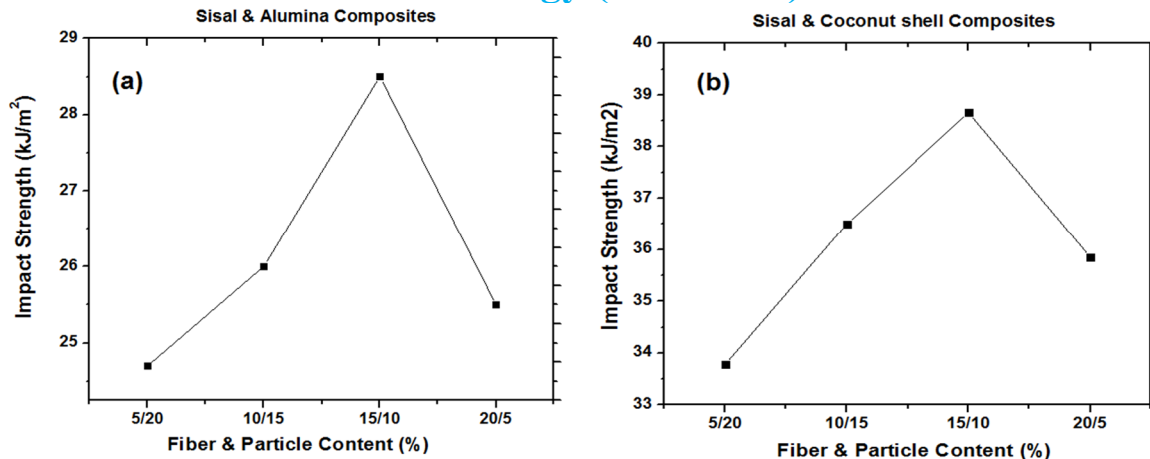 Sisal & Alumina Composites
(a)
29
28
27
26
25
Impact Strength (kJ/m²)
5/20 10/15 15/10 20/5
Fiber & Particle Content (%)
Sisal & Coconut shell Composites
(b)
40
39
38
37
36
35
34
33
Impact Strength (kJ/m2)
5/20 10/15 15/10 20/5
Fiber & Particle Content (%)